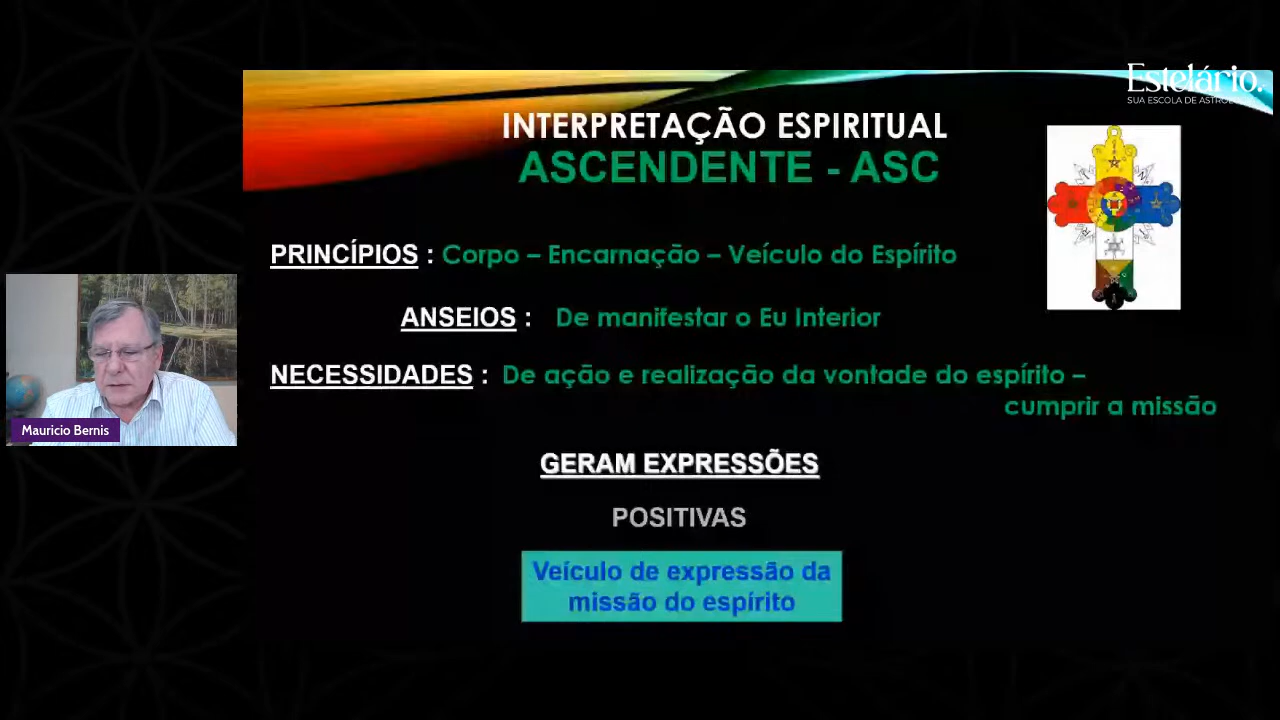 Estelário.
SUA ESCOLA DE
INTERPRETAÇÃO ESPIRITUAL
ASCENDENTE - ASC
PRINCÍPIOS : Corpo – Encarnação – Veículo do Espírito
ANSEIOS : De manifestar o Eu Interior
NECESSIDADES : De ação e realização da vontade do espírito –
cumprir a missão
Mauricio Bernis
GERAM EXPRESSÕES
POSITIVAS
Veículo de expressão da
missão do espírito